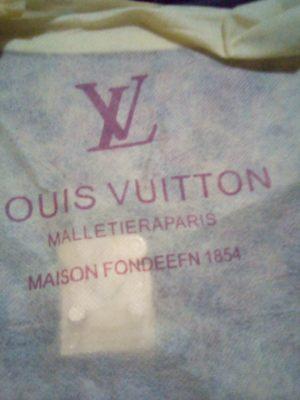 LV
OUIS VUITTON
MALLETIERAPARIS
MAISON FONDEEFN 1854